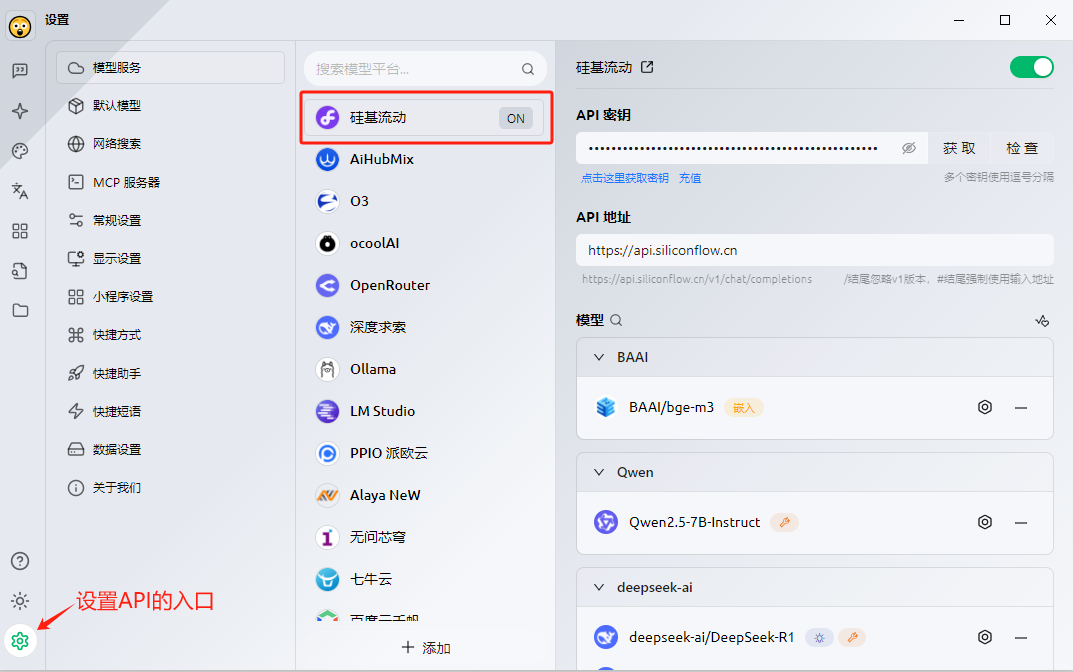 设置
模型服务
默认模型
网络搜索
MCP 服务器
常规设置
显示设置
小程序设置
快捷方式
快捷助手
快捷短语
数据设置
关于我们
设置API的入口
搜索模型平台...
硅基流动
ON
AiHubMix
O3
ocoolAI
OpenRouter
深度求索
Ollama
LM Studio
PPIO 派欧云
Alaya NeW
无问芯穹
七牛云
百度云千帆
添加
硅基流动
API 密钥
获 取
检 查
点击这里获取密钥 充值
多个密钥使用逗号分隔
API 地址
https://api.siliconflow.cn
https://api.siliconflow.cn/v1/chat/completions
/结尾忽略v1版本，#结尾强制使用输入地址
模型
BAAI
BAAI/bge-m3 嵌入
Qwen
Qwen2.5-7B-Instruct
deepseek-ai
deepseek-ai/DeepSeek-R1